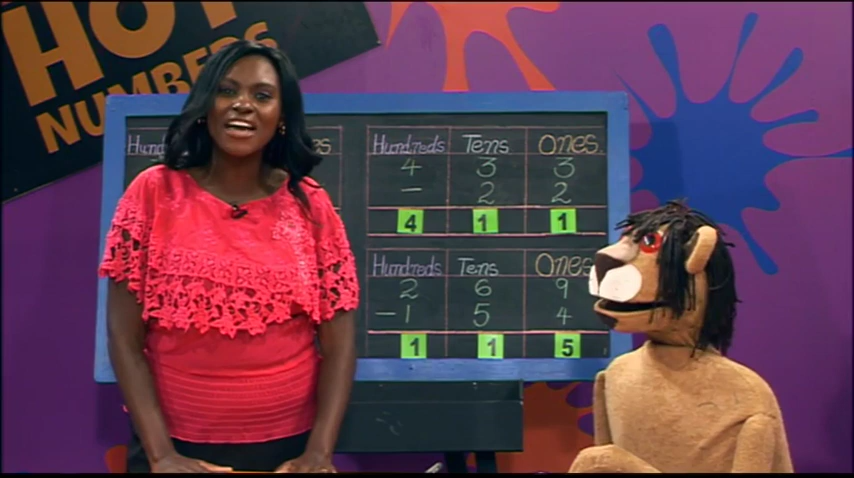 HOT
NUMBERS
Hundreds Tens Ones
4 3 3
- 2 2
4 1 1
Hundreds Tens Ones
2 6 9
-1 5 4
1 1 5